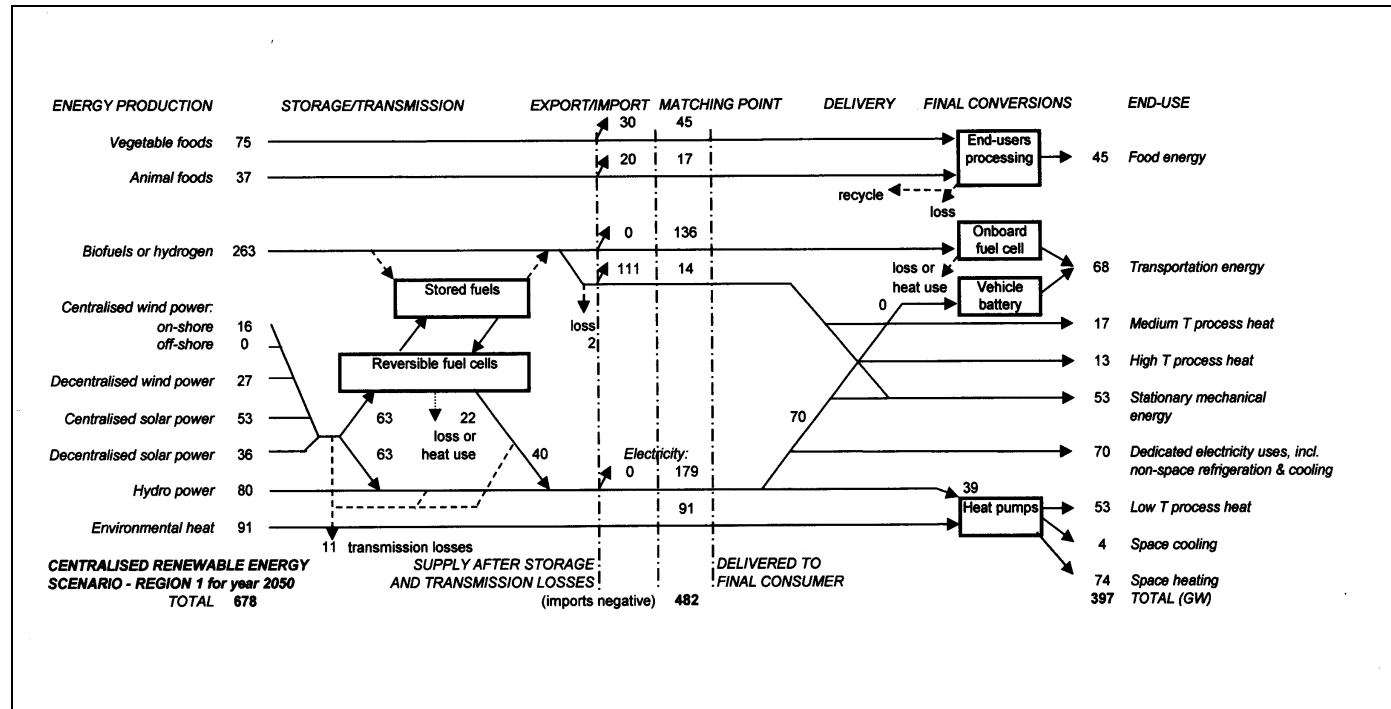 ENERGY PRODUCTION STORAGE/TRANSMISSION EXPORT/IMPORT MATCHING POINT DELIVERY FINAL CONVERSIONS END-USE
30 45
Vegetable foods 75
End-users
processing
45 Food energy
20 17
Animal foods 37
recycle
loss
0 136
Biofuels or hydrogen 263
Onboard
fuel cell
111 14
loss or
heat use
68 Transportation energy
Stored fuels
Vehicle
battery
0
Centralised wind power:
on-shore 16
off-shore 0
loss
2
17 Medium T process heat
Reversible fuel cells
13 High T process heat
Decentralised wind power 27
53 Stationary mechanical
energy
Centralised solar power 53
63 22
loss or
heat use
70
Decentralised solar power 36
63 40
Electricity:
0 179
70 Dedicated electricity uses, incl.
non-space refrigeration & cooling
Hydro power 80
39
91
Heat pumps
53 Low T process heat
Environmental heat 91
11 transmission losses
4 Space cooling
CENTRALISED RENEWABLE ENERGY
SCENARIO - REGION 1 for year 2050
TOTAL 678
SUPPLY AFTER STORAGE
AND TRANSMISSION LOSSES
(imports negative) 482
DELIVERED TO
FINAL CONSUMER
74 Space heating
397 TOTAL (GW)